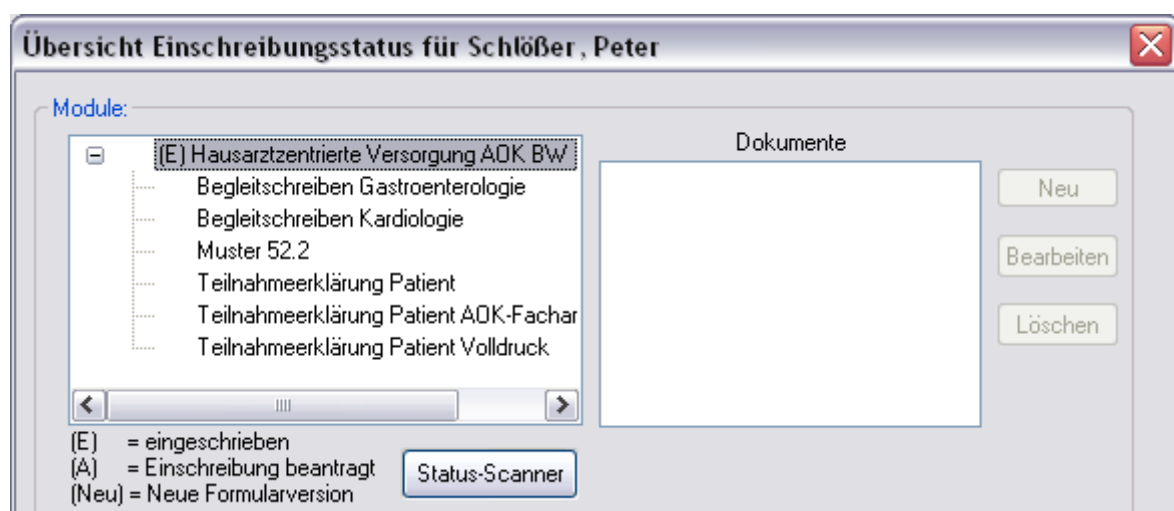 Übersicht Einschreibungsstatus für Schlößer, Peter
Module:
(E) Hausarztzentrierte Versorgung AOK BW
Begleitschreiben Gastroenterologie
Begleitschreiben Kardiologie
Muster 52.2
Teilnahmeerklärung Patient
Teilnahmeerklärung Patient AOK-Fachar
Teilnahmeerklärung Patient Volldruck
Dokumente
Neu
Bearbeiten
Löschen
(E) = eingeschrieben
(A) = Einschreibung beantragt
(Neu) = Neue Formularversion
Status-Scanner